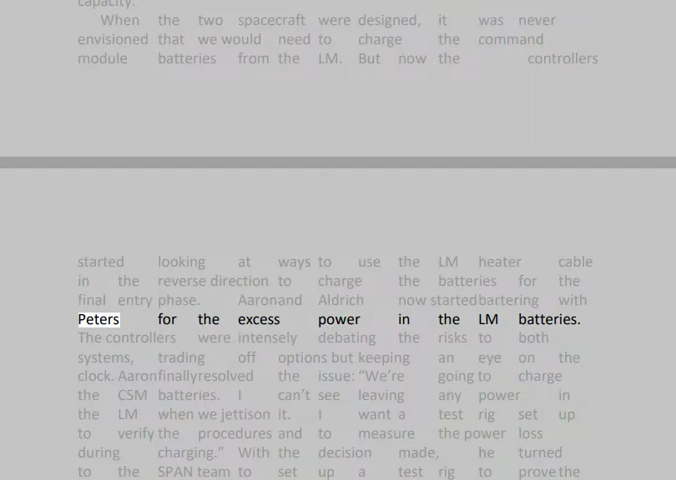 capacity.
When the two spacecraft were designed, it was never
envisioned that we would need to charge the command
module batteries from the LM. But now the controllers
started looking at ways to use the LM heater cable
in the reverse direction to charge the batteries for the
final entry phase. Aaronand Aldrich now startedbartering with
Peters for the excess power in the LM batteries.
The controllers were intensely debating the risks to both
systems, trading off options but keeping an eye on the
clock. Aaronfinallyresolved the issue: “We’re going to charge
the CSM batteries. I can’t see leaving any power in
the LM when we jettison it. I want a test rig set up
to verify the procedures and to measure the power loss
during charging.” With the decision made, he turned
to the SPAN team to set up a test rig to prove the